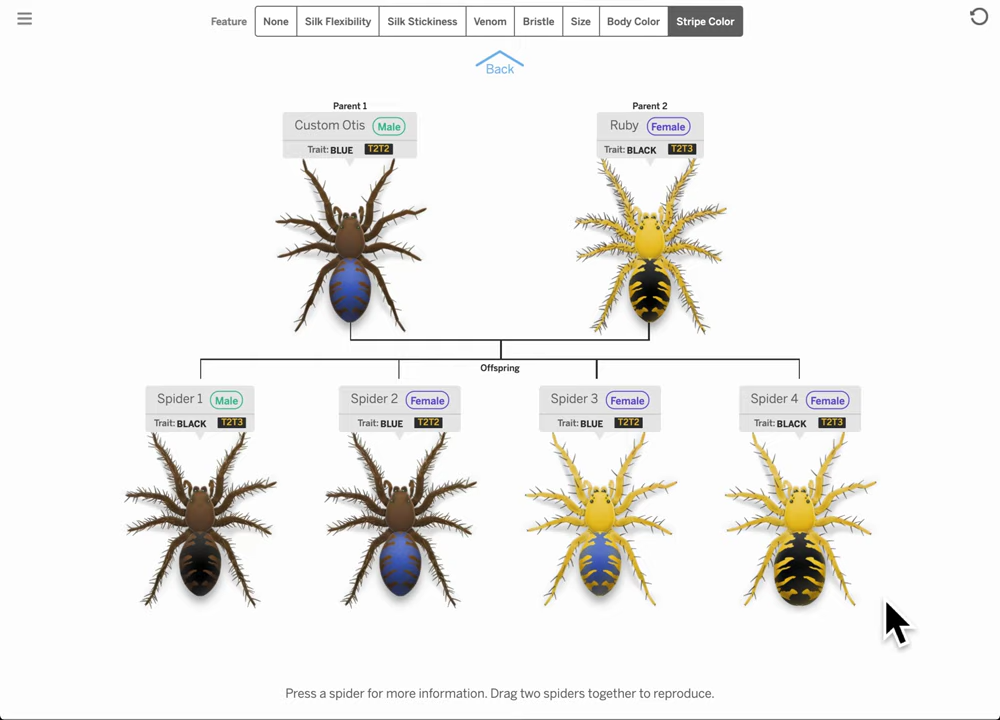 Feature None Silk Flexibility Silk Stickiness Venom Bristle Size Body Color Stripe Color
Back
Parent 1 Parent 2
Custom Otis Male Ruby Female
Trait: BLUE T2T2 Trait: BLACK T2T3
Offspring
Spider 1 Male Spider 2 Female Spider 3 Female Spider 4 Female
Trait: BLACK T2T3 Trait: BLUE T2T2 Trait: BLUE T2T2 Trait: BLACK T2T3
Press a spider for more information. Drag two spiders together to reproduce.